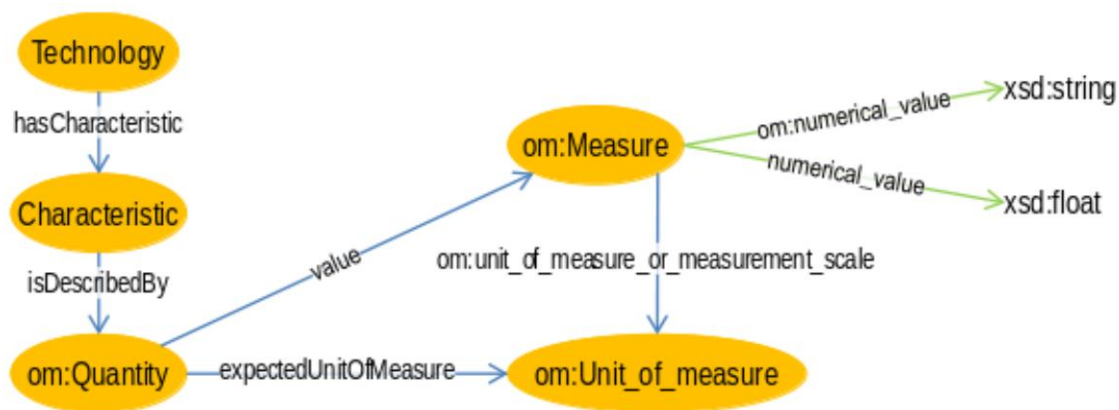 Technology
xsd:string
hasCharacteristic
om:numerical_value
om:Measure
numerical_value
Characteristic
xsd:float
value
om:unit_of_measure_or_measurement_scale
isDescribedBy
om:Quantity
expectedUnitOfMeasure
om:Unit_of_measure